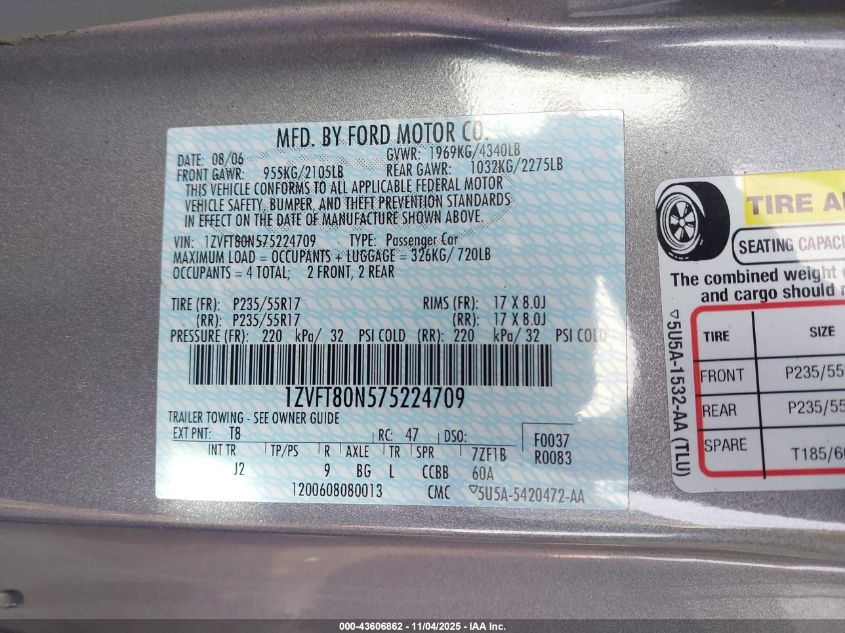 MFD. BY FORD MOTOR CO.
DATE: 08/06 GVWR: 1969KG/4340LB
FRONT GAWR: 955KG/2105LB REAR GAWR: 1032KG/2275LB
THIS VEHICLE CONFORMS TO ALL APPLICABLE FEDERAL MOTOR
VEHICLE SAFETY, BUMPER, AND THEFT PREVENTION STANDARDS
IN EFFECT ON THE DATE OF MANUFACTURE SHOWN ABOVE.
VIN: 1ZVFT80N575224709 TYPE: Passenger Car
MAXIMUM LOAD = OCCUPANTS + LUGGAGE = 326KG/720LB
OCCUPANTS = 4 TOTAL; 2 FRONT, 2 REAR
TIRE (FR): P235/55R17 RIMS (FR): 17 X 8.0J
(RR): P235/55R17 (RR): 17 X 8.0J
PRESSURE (FR): 220 kPa/ 32 PSI COLD (RR): 220 kPa/ 32 PSI COLD
1ZVFT80N575224709
TRAILER TOWING - SEE OWNER GUIDE
EXT PNT: T8 RC: 47 DSO: F0037
INT TR TP/PS R AXLE TR SPR 7ZF1B R0083
J2 9 BG L CCBB 60A
1200608080013 CMC ▽5U5A-5420472-AA
TIRE
SEATING
The combined weight
and cargo should
TIRE SIZE
FRONT P235/55
REAR
SPARE T185/60
▽5U5A-1532-AA (TLU)
000-43606862 - 11/04/2025 - IAA Inc.